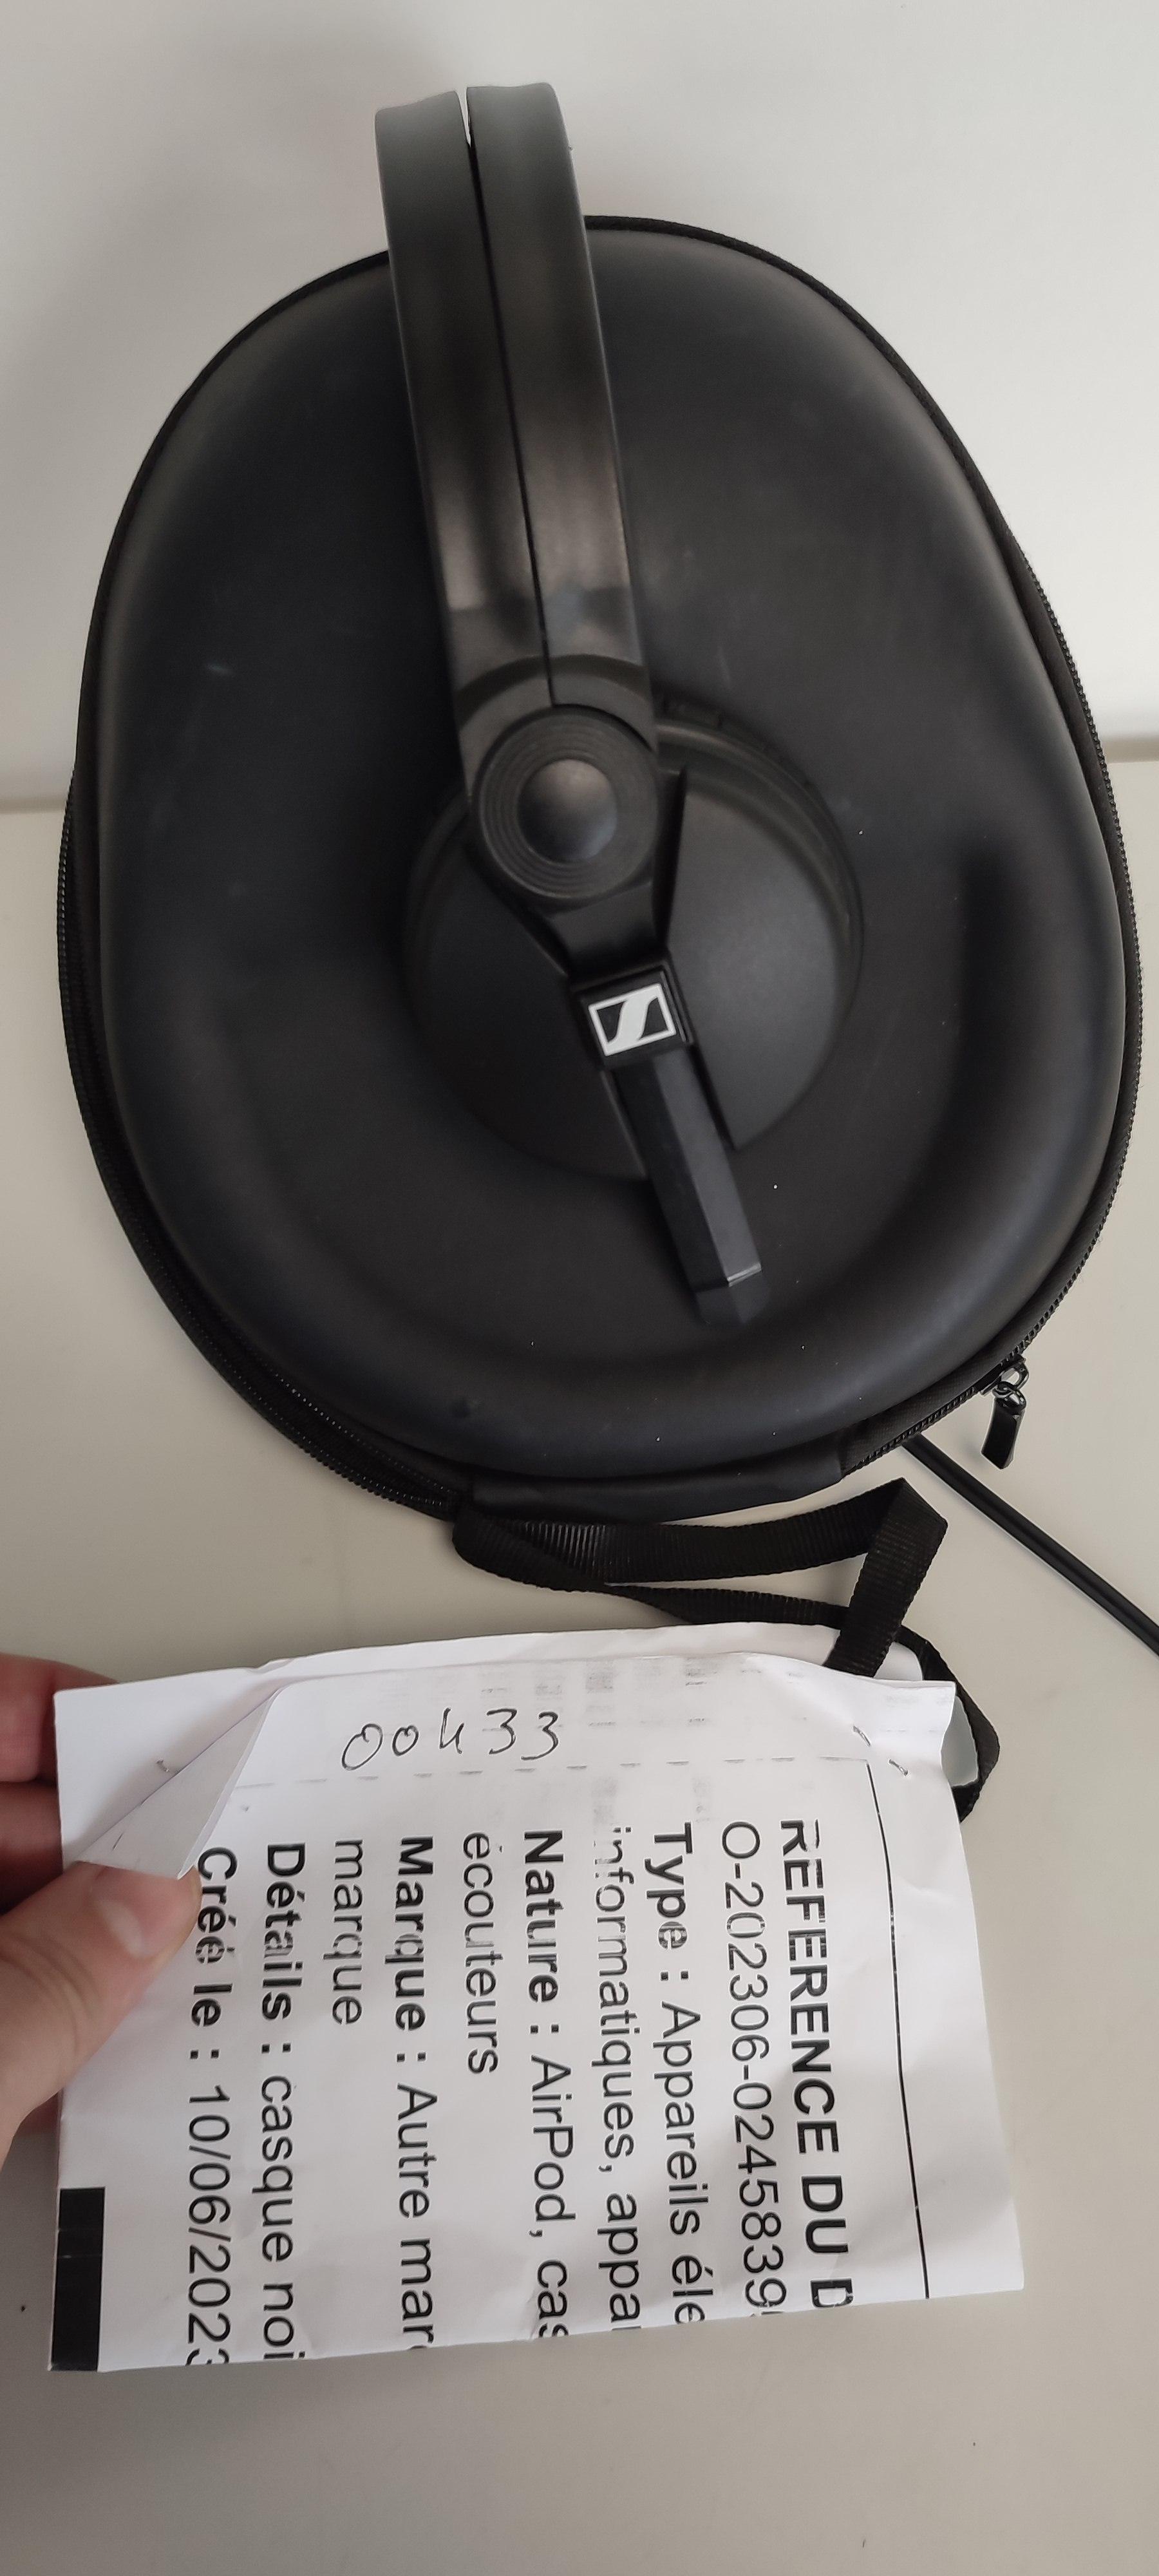 00433
REFERENCE DU D
O-202306-0245839
Type : Appareils éle
informatiques, appa
Nature : AirPod, cas
écouteurs
Marque : Autre mar
marque
Détails : casque noi
Créé le : 10/06/2023